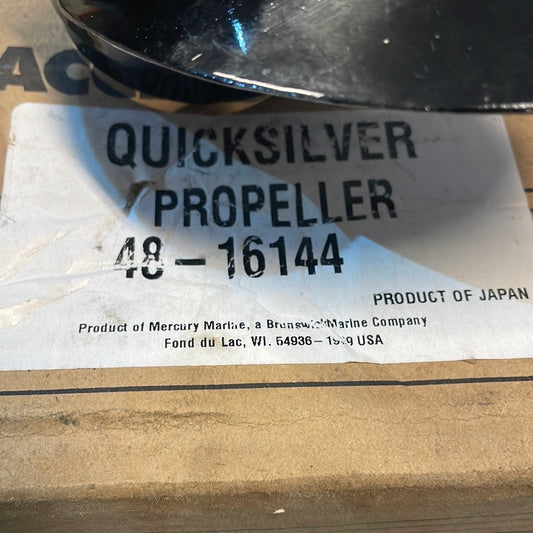 QUICKSILVER
PROPELLER
48-16144
PRODUCT OF JAPAN
Product of Mercury Marine, a Brunswick Marine Company
Fond du Lac, WI. 54936- USA